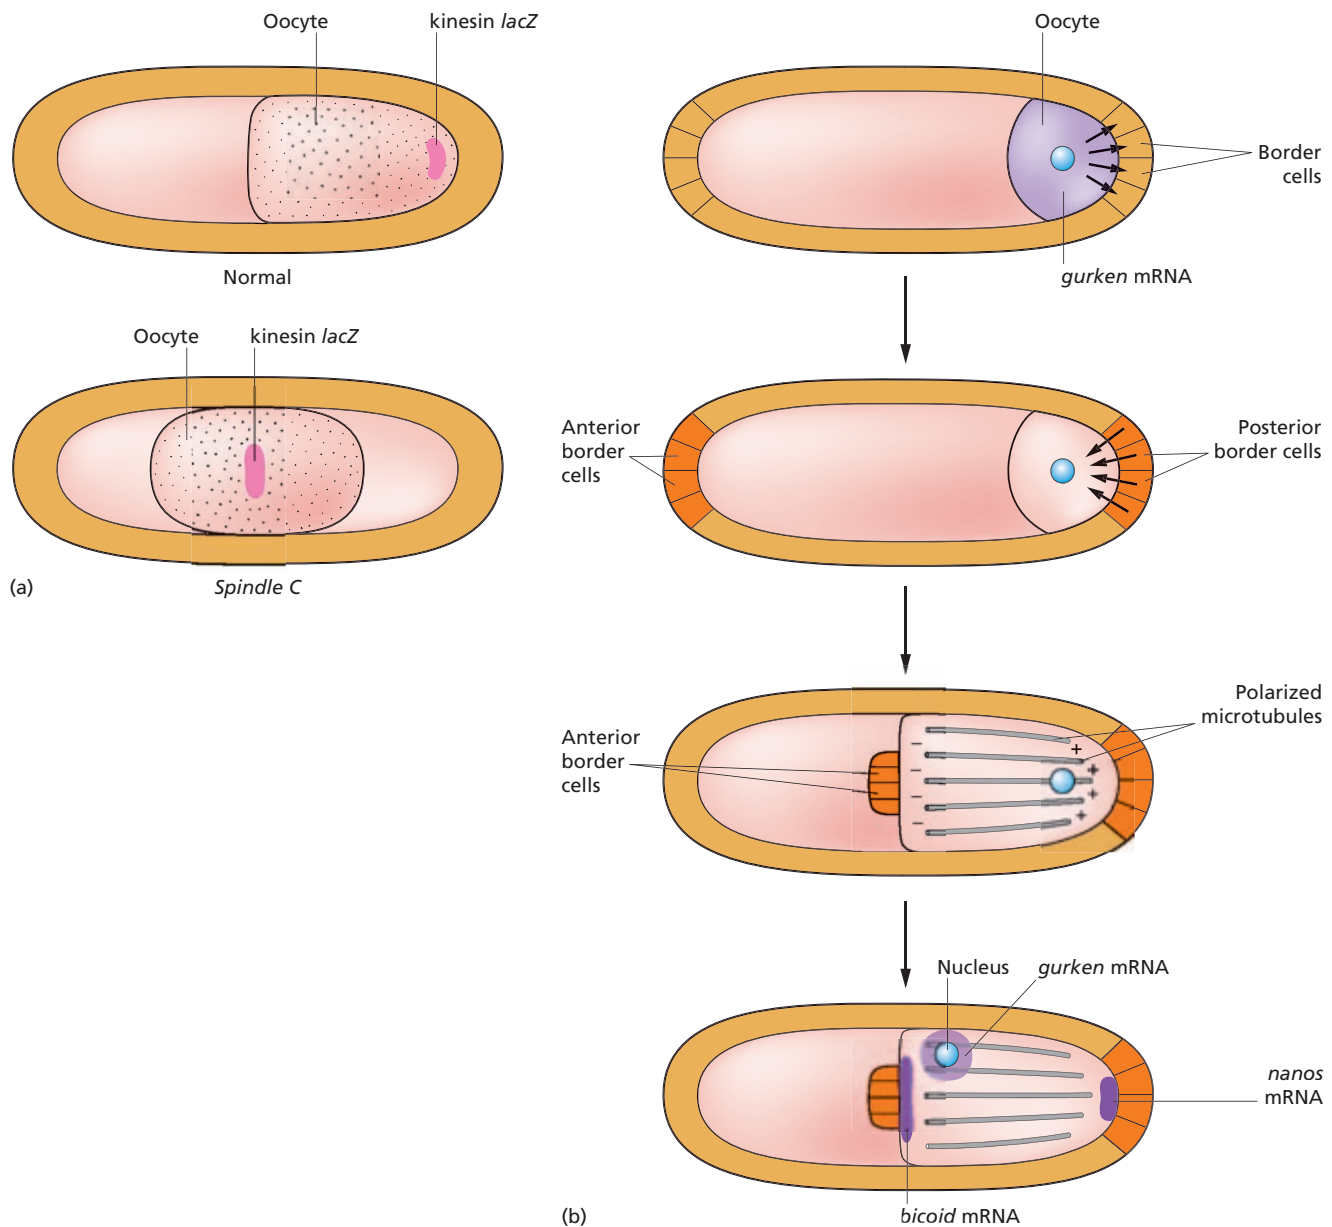 Oocyte
kinesin lacZ
Normal
Oocyte
kinesin lacZ
(a)
Spindle C
Oocyte
Border
cells
gurken mRNA
Anterior
border
cells
Posterior
border cells
Anterior
border
cells
Polarized
microtubules
–
–
–
–
+
+
+
+
Nucleus
gurken mRNA
nanos
mRNA
(b)
bicoid mRNA